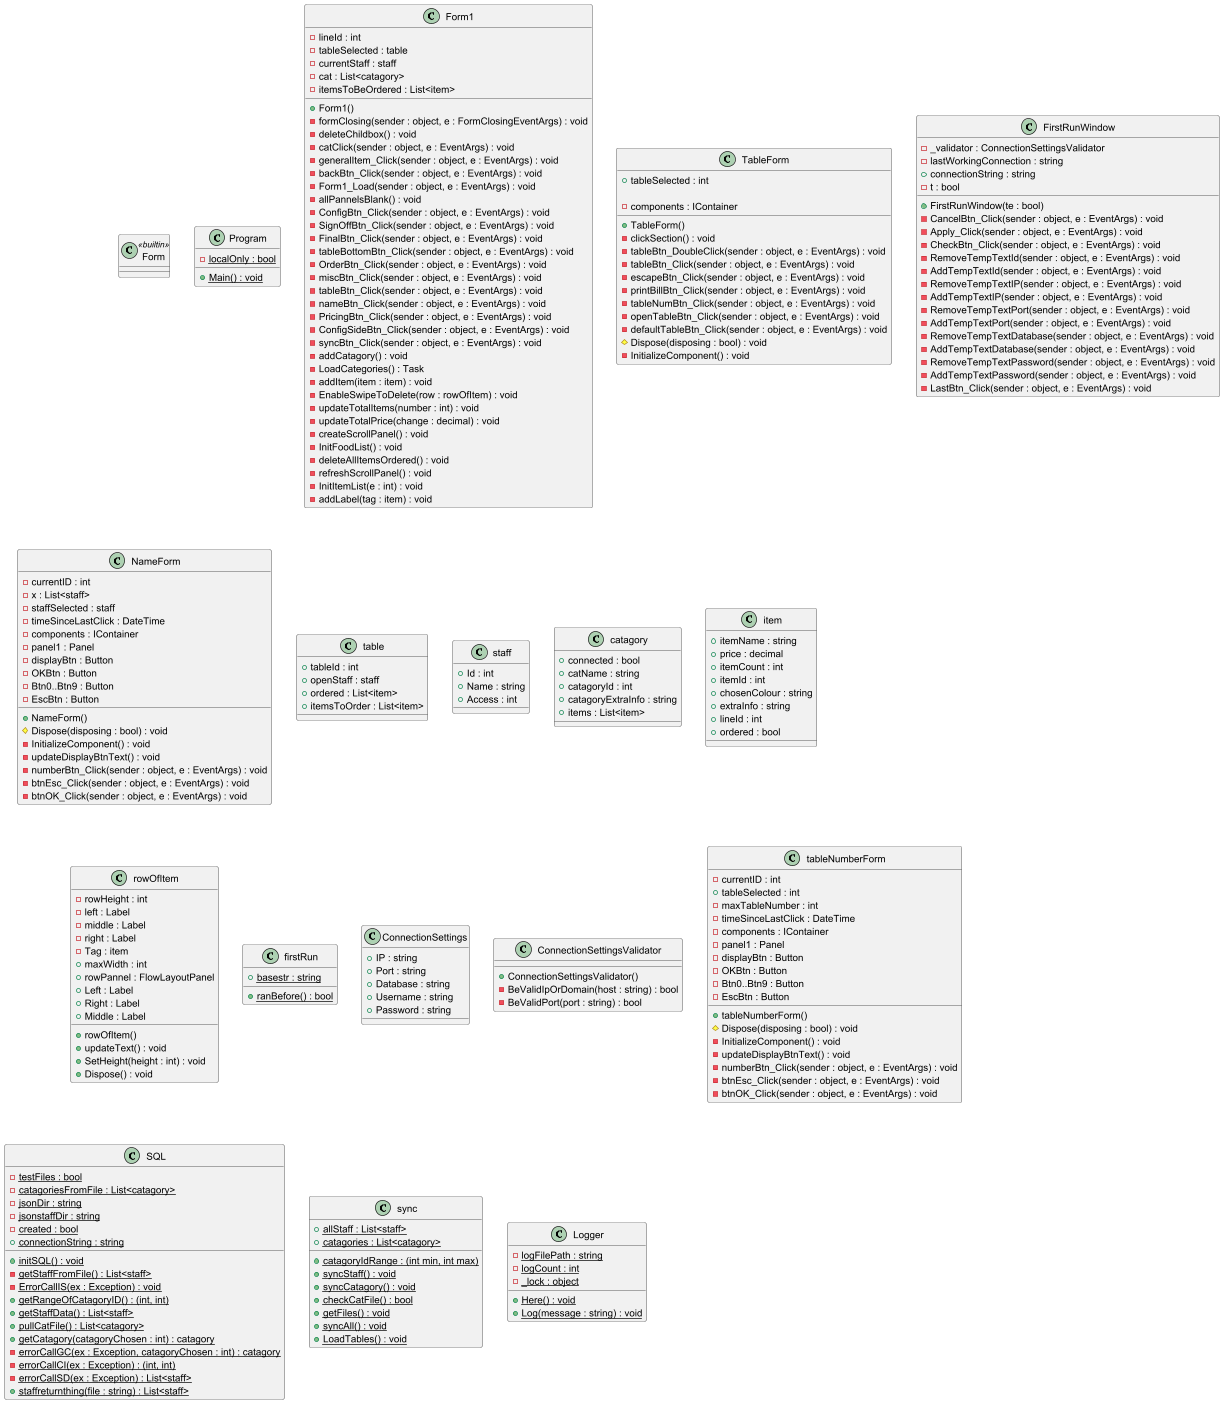 C «builtin» Form
C Program
localOnly : bool
Main() : void
C Form1
lineId : int
tableSelected : table
currentStaff : staff
cat : List<catagory>
itemsToBeOrdered : List<item>
Form1()
formClosing(sender : object, e : FormClosingEventArgs) : void
deleteChildbox() : void
catClick(sender : object, e : EventArgs) : void
generalItem_Click(sender : object, e : EventArgs) : void
backBtn_Click(sender : object, e : EventArgs) : void
Form1_Load(sender : object, e : EventArgs) : void
allPannelsBlank() : void
ConfigBtn_Click(sender : object, e : EventArgs) : void
SignOffBtn_Click(sender : object, e : EventArgs) : void
FinalBtn_Click(sender : object, e : EventArgs) : void
tableBottomBtn_Click(sender : object, e : EventArgs) : void
OrderBtn_Click(sender : object, e : EventArgs) : void
miscBtn_Click(sender : object, e : EventArgs) : void
tableBtn_Click(sender : object, e : EventArgs) : void
nameBtn_Click(sender : object, e : EventArgs) : void
PricingBtn_Click(sender : object, e : EventArgs) : void
ConfigSideBtn_Click(sender : object, e : EventArgs) : void
syncBtn_Click(sender : object, e : EventArgs) : void
addCatagory() : void
LoadCategories() : Task
addItem(item : item) : void
EnableSwipeToDelete(row : rowOfItem) : void
updateTotalItems(number : int) : void
updateTotalPrice(change : decimal) : void
createScrollPanel() : void
InitFoodList() : void
deleteAllItemsOrdered() : void
refreshScrollPanel() : void
InitItemList(e : int) : void
addLabel(tag : item) : void
C TableForm
tableSelected : int
components : IContainer
TableForm()
clickSection() : void
tableBtn_DoubleClick(sender : object, e : EventArgs) : void
tableBtn_Click(sender : object, e : EventArgs) : void
escapeBtn_Click(sender : object, e : EventArgs) : void
printBillBtn_Click(sender : object, e : EventArgs) : void
tableNumBtn_Click(sender : object, e : EventArgs) : void
openTableBtn_Click(sender : object, e : EventArgs) : void
defaultTableBtn_Click(sender : object, e : EventArgs) : void
Dispose(disposing : bool) : void
InitializeComponent() : void
C FirstRunWindow
_validator : ConnectionSettingsValidator
lastWorkingConnection : string
connectionString : string
t : bool
FirstRunWindow(te : bool)
CancelBtn_Click(sender : object, e : EventArgs) : void
Apply_Click(sender : object, e : EventArgs) : void
CheckBtn_Click(sender : object, e : EventArgs) : void
RemoveTempTextId(sender : object, e : EventArgs) : void
AddTempTextId(sender : object, e : EventArgs) : void
RemoveTempTextIP(sender : object, e : EventArgs) : void
AddTempTextIP(sender : object, e : EventArgs) : void
RemoveTempTextPort(sender : object, e : EventArgs) : void
AddTempTextPort(sender : object, e : EventArgs) : void
RemoveTempTextDatabase(sender : object, e : EventArgs) : void
AddTempTextDatabase(sender : object, e : EventArgs) : void
RemoveTempTextPassword(sender : object, e : EventArgs) : void
AddTempTextPassword(sender : object, e : EventArgs) : void
LastBtn_Click(sender : object, e : EventArgs) : void
C NameForm
currentID : int
x : List<staff>
staffSelected : staff
timeSinceLastClick : DateTime
components : IContainer
panel1 : Panel
displayBtn : Button
OKBtn : Button
Btn0..Btn9 : Button
EscBtn : Button
NameForm()
Dispose(disposing : bool) : void
InitializeComponent() : void
updateDisplayBtnText() : void
numberBtn_Click(sender : object, e : EventArgs) : void
btnEsc_Click(sender : object, e : EventArgs) : void
btnOK_Click(sender : object, e : EventArgs) : void
C table
tableId : int
openStaff : staff
ordered : List<item>
itemsToOrder : List<item>
C staff
Id : int
Name : string
Access : int
C catagory
connected : bool
catName : string
catagoryId : int
catagoryExtraInfo : string
items : List<item>
C item
itemName : string
price : decimal
itemCount : int
itemId : int
chosenColour : string
extraInfo : string
lineId : int
ordered : bool
C rowOfItem
rowHeight : int
left : Label
middle : Label
right : Label
Tag : item
maxWidth : int
rowPannel : FlowLayoutPanel
Left : Label
Right : Label
Middle : Label
rowOfItem()
updateText() : void
SetHeight(height : int) : void
Dispose() : void
C firstRun
basestr : string
ranBefore() : bool
C ConnectionSettings
IP : string
Port : string
Database : string
Username : string
Password : string
C ConnectionSettingsValidator
ConnectionSettingsValidator()
BeValidIpOrDomain(host : string) : bool
BeValidPort(port : string) : bool
C tableNumberForm
currentID : int
tableSelected : int
maxTableNumber : int
timeSinceLastClick : DateTime
components : IContainer
panel1 : Panel
displayBtn : Button
OKBtn : Button
Btn0..Btn9 : Button
EscBtn : Button
tableNumberForm()
Dispose(disposing : bool) : void
InitializeComponent() : void
updateDisplayBtnText() : void
numberBtn_Click(sender : object, e : EventArgs) : void
btnEsc_Click(sender : object, e : EventArgs) : void
btnOK_Click(sender : object, e : EventArgs) : void
C SQL
testFiles : bool
catagoriesFromFile : List<catagory>
jsonDir : string
jsonstaffDir : string
created : bool
connectionString : string
initSQL() : void
getStaffFromFile() : List<staff>
ErrorCallIS(ex : Exception) : void
getRangeOfCatagoryID() : (int, int)
getStaffData() : List<staff>
pullCatFile() : List<catagory>
getCatagory(catagoryChosen : int) : catagory
errorCallGC(ex : Exception, catagoryChosen : int) : catagory
errorCallCI(ex : Exception) : (int, int)
errorCallSD(ex : Exception) : List<staff>
staffreturnthing(file : string) : List<staff>
C sync
allStaff : List<staff>
catagories : List<catagory>
catagoryIdRange : (int min, int max)
syncStaff() : void
syncCatagory() : void
checkCatFile() : bool
getFiles() : void
syncAll() : void
LoadTables() : void
C Logger
logFilePath : string
logCount : int
_lock : object
Here() : void
Log(message : string) : void